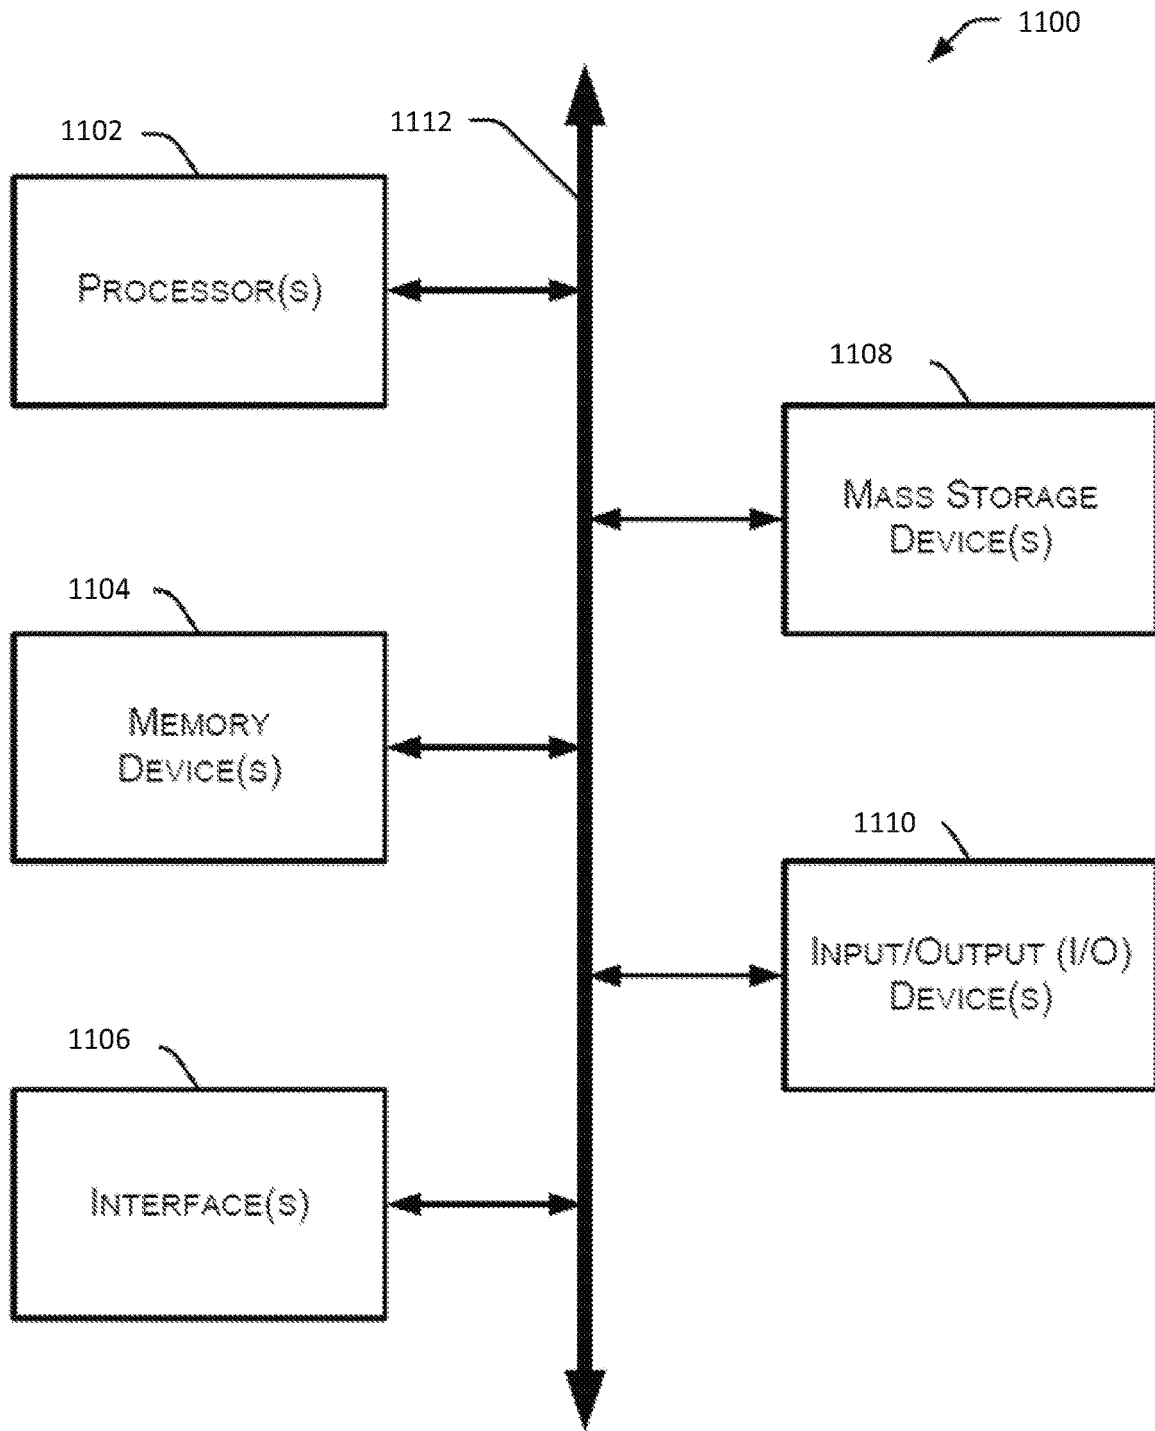 1100
1102
1112
PROCESSOR(S)
1108
MASS STORAGE
DEVICE(S)
1104
MEMORY
DEVICE(S)
1110
INPUT/OUTPUT (I/O)
DEVICE(S)
1106
INTERFACE(S)